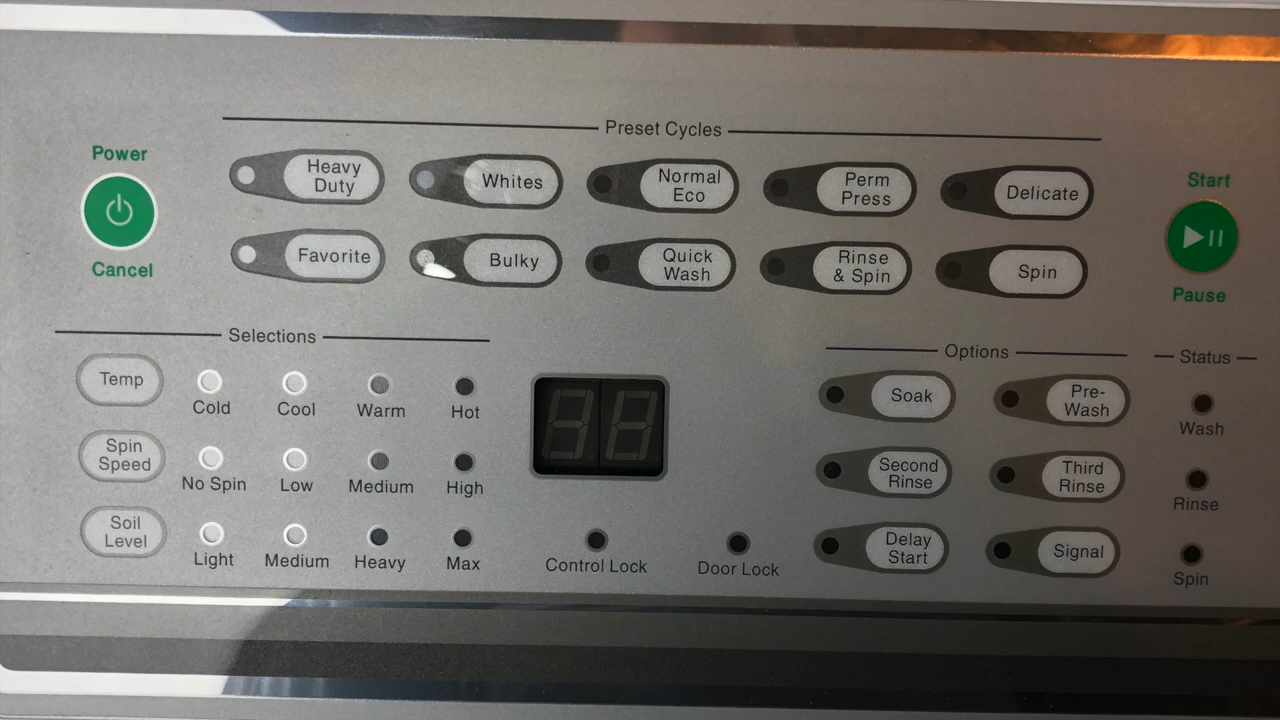 Preset Cycles
Power
Cancel
Heavy
Duty
Whites
Normal
Eco
Perm
Press
Delicate
Start
Pause
Favorite
Bulky
Quick
Wash
Rinse
& Spin
Spin
Selections
Temp
Cold
Cool
Warm
Hot
Spin
Speed
No Spin
Low
Medium
High
Soil
Level
Light
Medium
Heavy
Max
Control Lock
Door Lock
Options
Soak
Pre-
Wash
Second
Rinse
Third
Rinse
Delay
Start
Signal
Status
Wash
Rinse
Spin